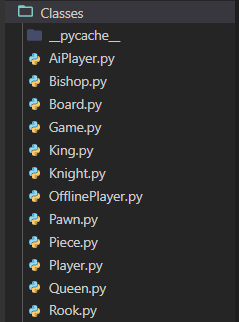 Classes
__pycache__
AiPlayer.py
Bishop.py
Board.py
Game.py
King.py
Knight.py
OfflinePlayer.py
Pawn.py
Piece.py
Player.py
Queen.py
Rook.py